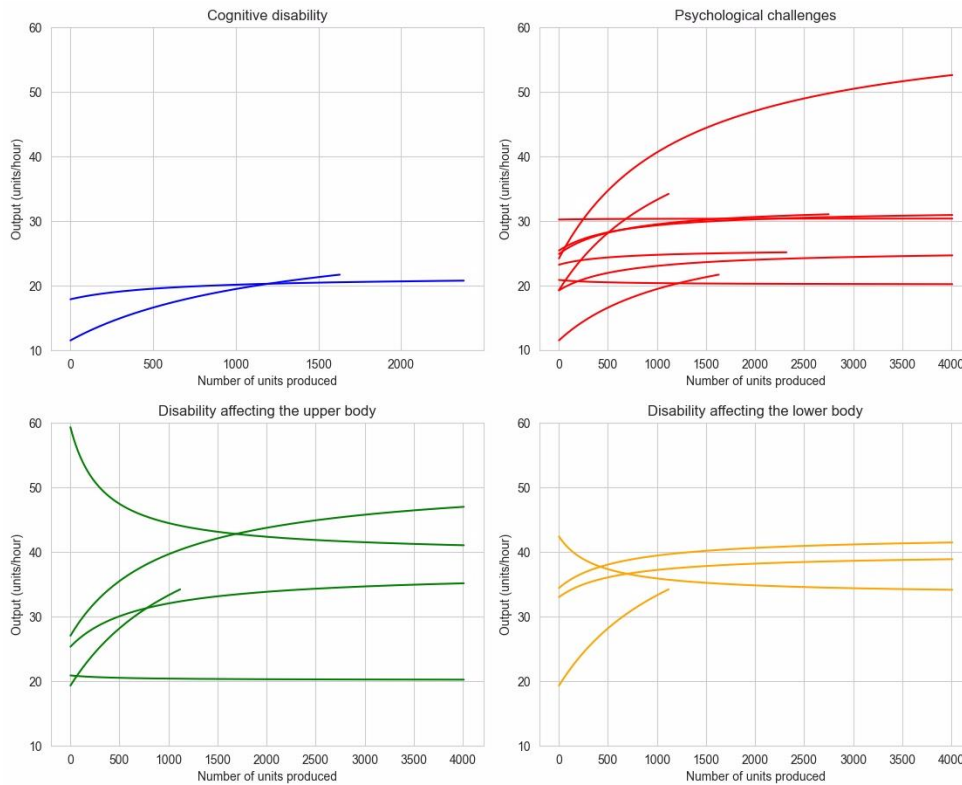 Cognitive disability
60
50
40
30
20
10
Output (units/hour)
0 500 1000 1500 2000
Number of units produced
Psychological challenges
60
50
40
30
20
10
Output (units/hour)
0 500 1000 1500 2000 2500 3000 3500 4000
Number of units produced
Disability affecting the upper body
60
50
40
30
20
10
Output (units/hour)
0 500 1000 1500 2000 2500 3000 3500 4000
Number of units produced
Disability affecting the lower body
60
50
40
30
20
10
Output (units/hour)
0 500 1000 1500 2000 2500 3000 3500 4000
Number of units produced